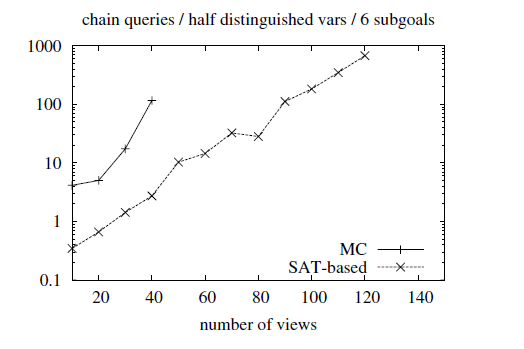 chain queries / half distinguished vars / 6 subgoals
1000
100
10
1
0.1
MC
SAT-based
20 40 60 80 100 120 140
number of views